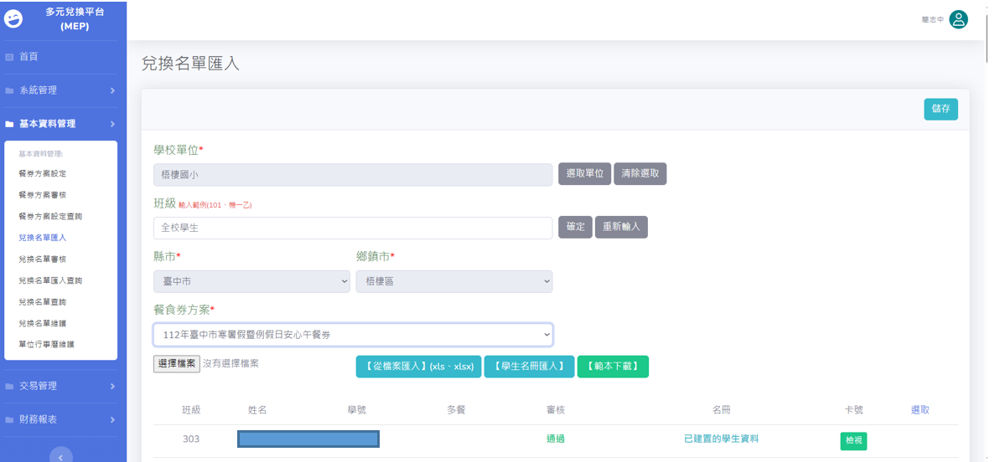 多元兌換平台
(MEP)
簡志中
首頁
系統管理
基本資料管理
基本資料管理:
餐券方案設定
餐券方案審核
餐券方案設定查詢
兌換名單匯入
兌換名單審核
兌換名單匯入查詢
兌換名單查詢
兌換名單維護
單位行事曆維護
交易管理
財務報表
兌換名單匯入
儲存
學校單位*
梧棲國小
選取單位
清除選取
班級 輸入範例(101、機一乙)
全校學生
確定
重新輸入
縣市*
鄉鎮市*
臺中市
梧棲區
餐食券方案*
112年臺中市寒暑假暨例假日安心午餐券
選擇檔案 沒有選擇檔案
【從檔案匯入】(xls、xlsx)
【學生名冊匯入】
【範本下載】
班級 姓名 學號 多餐 審核 名冊 卡號 選取
303 通過 已建置的學生資料 檢視